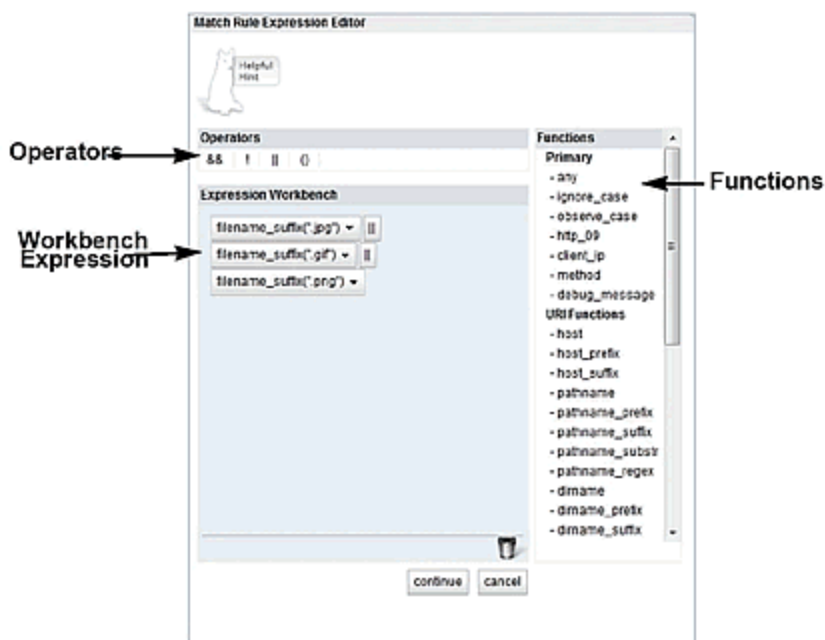 Match Rule Expression Editor
Helpful
Hint
Operators
Operators
&& ! || ()
Expression Workbench
Workbench
Expression
filename_suffix(".jpg") ||
filename_suffix(".gif") ||
filename_suffix(".png")
Functions
Functions
Primary
- any
- ignore_case
- observe_case
- http_09
- client_ip
- method
- debug_message
URI Functions
- host
- host_prefix
- host_suffix
- pathname
- pathname_prefix
- pathname_suffix
- pathname_substr
- pathname_regex
- dirname
- dirname_prefix
- dirname_suffix
continue cancel